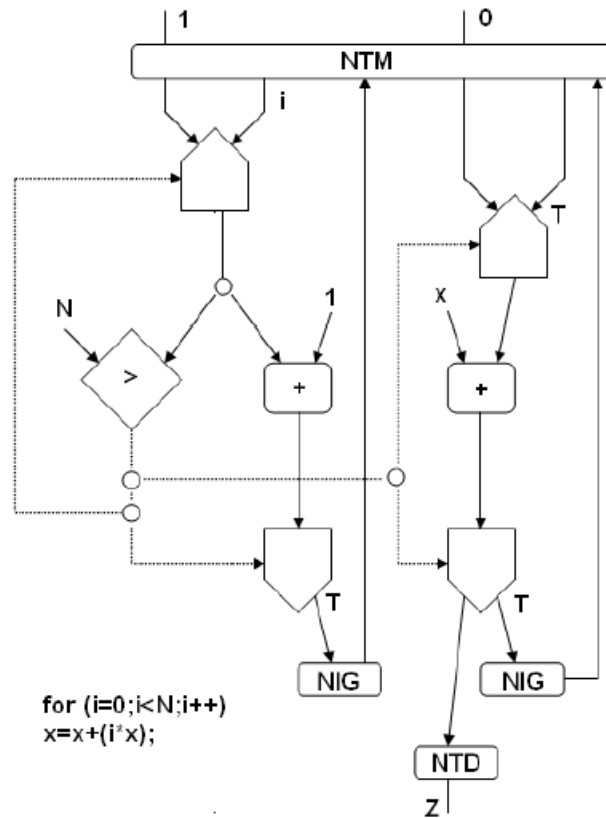 1
0
NTM
i
T
N
1
x
>
+
+
T
T
NIG
NIG
for (i=0;i<N;i++)
x=x+(i*x);
NTD
Z